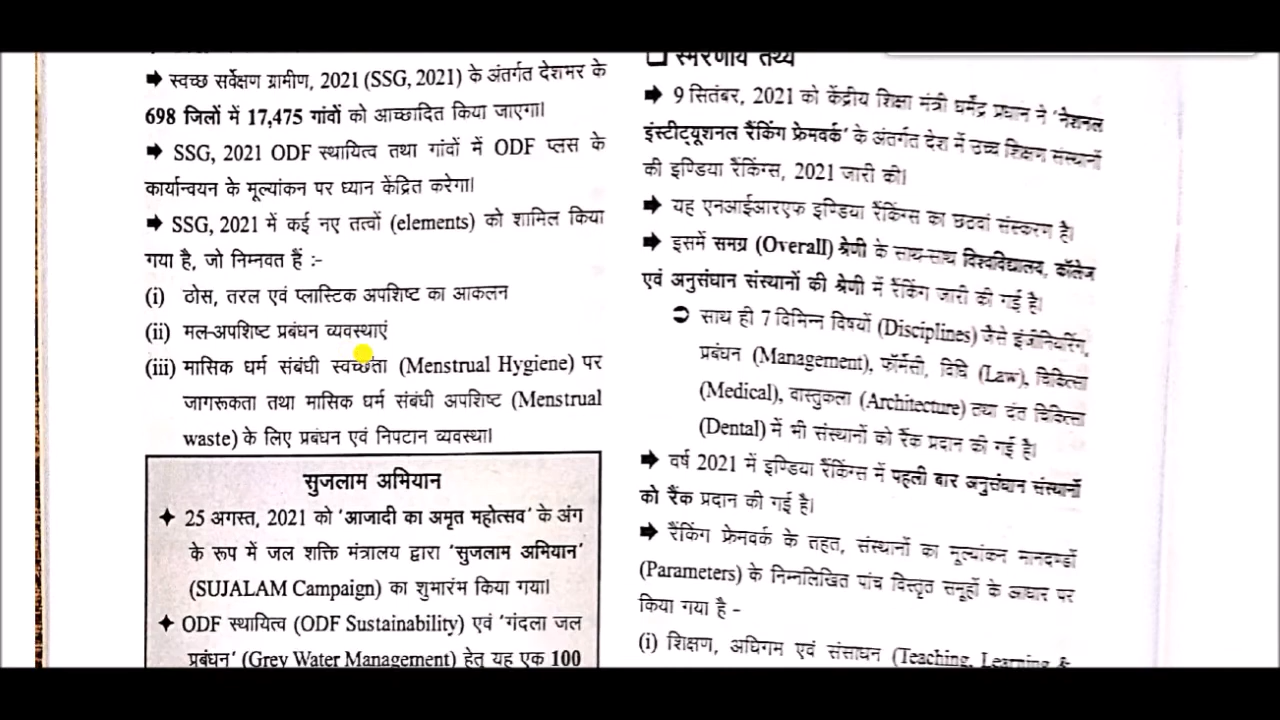 ➡ स्वच्छ सर्वेक्षण ग्रामीण, 2021 (SSG, 2021) के अंतर्गत देशभर के
698 जिलों में 17,475 गांवों को आच्छादित किया जाएगा।
➡ SSG, 2021 ODF स्थायित्व तथा गांवों में ODF प्लस के
कार्यान्वयन के मूल्यांकन पर ध्यान केंद्रित करेगा।
➡ SSG, 2021 में कई नए तत्वों (elements) को शामिल किया
गया है, जो निम्नवत हैं :-
(i) ठोस, तरल एवं प्लास्टिक अपशिष्ट का आकलन
(ii) मल-अपशिष्ट प्रबंधन व्यवस्थाएं
(iii) मासिक धर्म संबंधी स्वच्छता (Menstrual Hygiene) पर
जागरूकता तथा मासिक धर्म संबंधी अपशिष्ट (Menstrual
waste) के लिए प्रबंधन एवं निपटान व्यवस्था।
सुजलाम अभियान
✦ 25 अगस्त, 2021 को 'आजादी का अमृत महोत्सव' के अंग
के रूप में जल शक्ति मंत्रालय द्वारा 'सुजलाम अभियान'
(SUJALAM Campaign) का शुभारंभ किया गया।
✦ ODF स्थायित्व (ODF Sustainability) एवं 'गंदला जल
प्रबंधन' (Grey Water Management) हेतु यह एक 100
❑ स्मरणीय तथ्य
➡ 9 सितंबर, 2021 को केंद्रीय शिक्षा मंत्री धर्मेंद्र प्रधान ने 'नेशनल
इंस्टीट्यूशनल रैंकिंग फ्रेमवर्क' के अंतर्गत देश में उच्च शिक्षण संस्थानों
की इण्डिया रैंकिंग्स, 2021 जारी की।
➡ यह एनआईआरएफ इण्डिया रैंकिंग्स का छटवां संस्करण है।
➡ इसमें समग्र (Overall) श्रेणी के साथ-साथ विश्वविद्यालय, कॉलेज
एवं अनुसंधान संस्थानों की श्रेणी में रैंकिंग जारी की गई है।
➲ साथ ही 7 विभिन्न विषयों (Disciplines) जैसे इंजीनियरिंग,
प्रबंधन (Management), फॉर्मेसी, विधि (Law), चिकित्सा
(Medical), वास्तुकला (Architecture) तथा दंत चिकित्सा
(Dental) में भी संस्थानों को रैंक प्रदान की गई है।
➡ वर्ष 2021 में इण्डिया रैंकिंग्स में पहली बार अनुसंधान संस्थानों
को रैंक प्रदान की गई है।
➡ रैंकिंग फ्रेमवर्क के तहत, संस्थानों का मूल्यांकन मानदण्डों
(Parameters) के निम्नलिखित पांच विस्तृत समूहों के आधार पर
किया गया है -
(i) शिक्षण, अधिगम एवं संसाधन (Teaching, Learning &